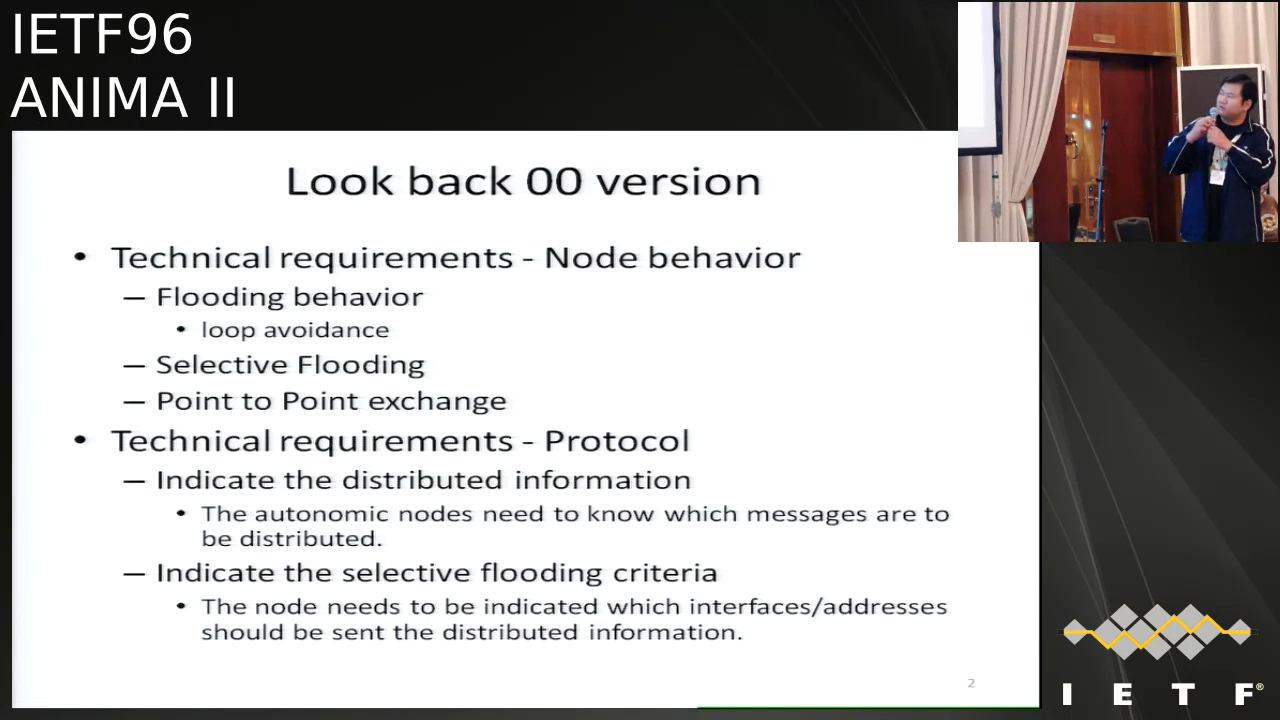 IETF96
ANIMA II
Look back 00 version
• Technical requirements - Node behavior
– Flooding behavior
• loop avoidance
– Selective Flooding
– Point to Point exchange
• Technical requirements - Protocol
– Indicate the distributed information
• The autonomic nodes need to know which messages are to
be distributed.
– Indicate the selective flooding criteria
• The node needs to be indicated which interfaces/addresses
should be sent the distributed information.
2
I E T F®